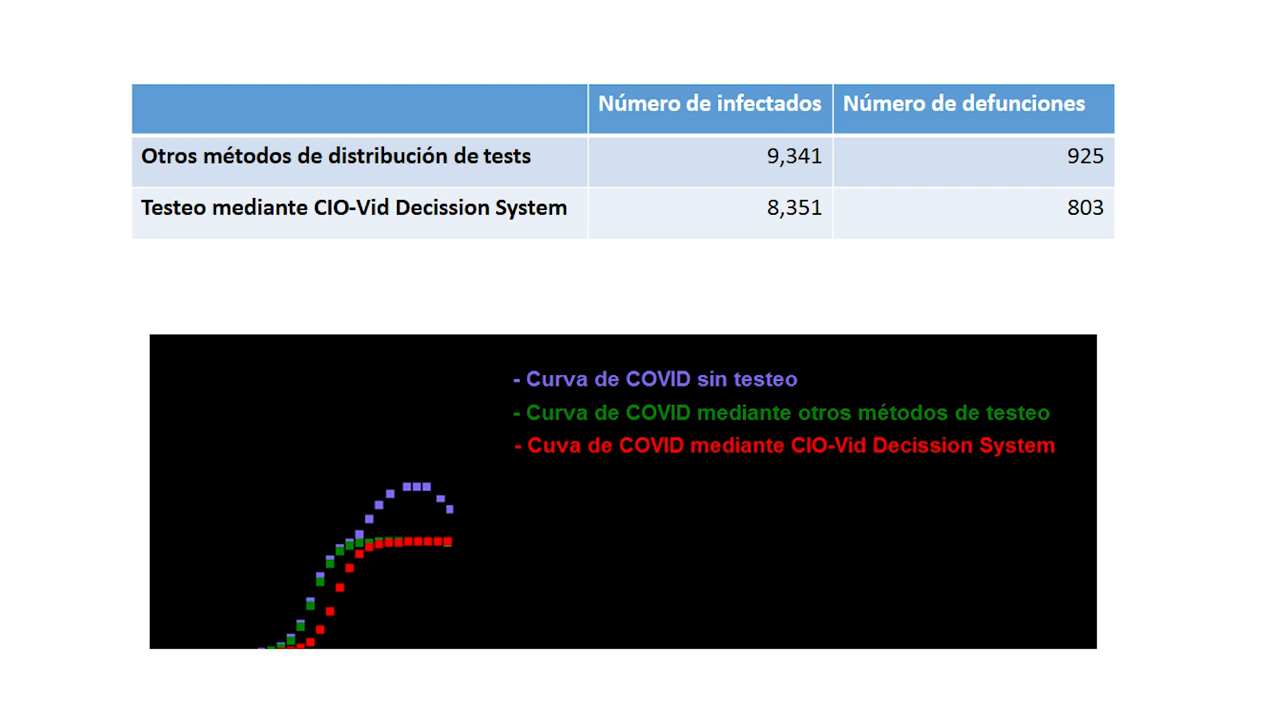 Número de infectados Número de defunciones
Otros métodos de distribución de tests 9,341 925
Testeo mediante CIO-Vid Decission System 8,351 803
- Curva de COVID sin testeo
- Curva de COVID mediante otros métodos de testeo
- Cuva de COVID mediante CIO-Vid Decission System